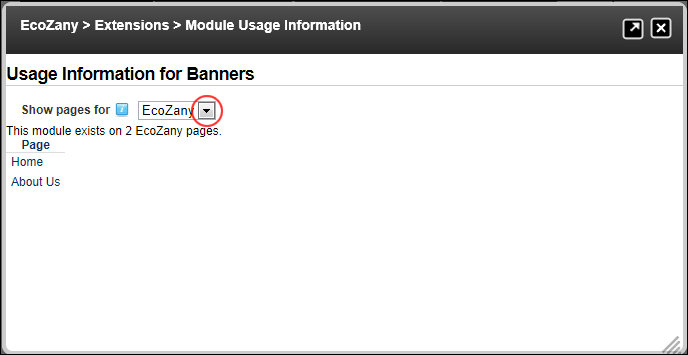 EcoZany > Extensions > Module Usage Information
Usage Information for Banners
Show pages for EcoZany
This module exists on 2 EcoZany pages.
Page
Home
About Us